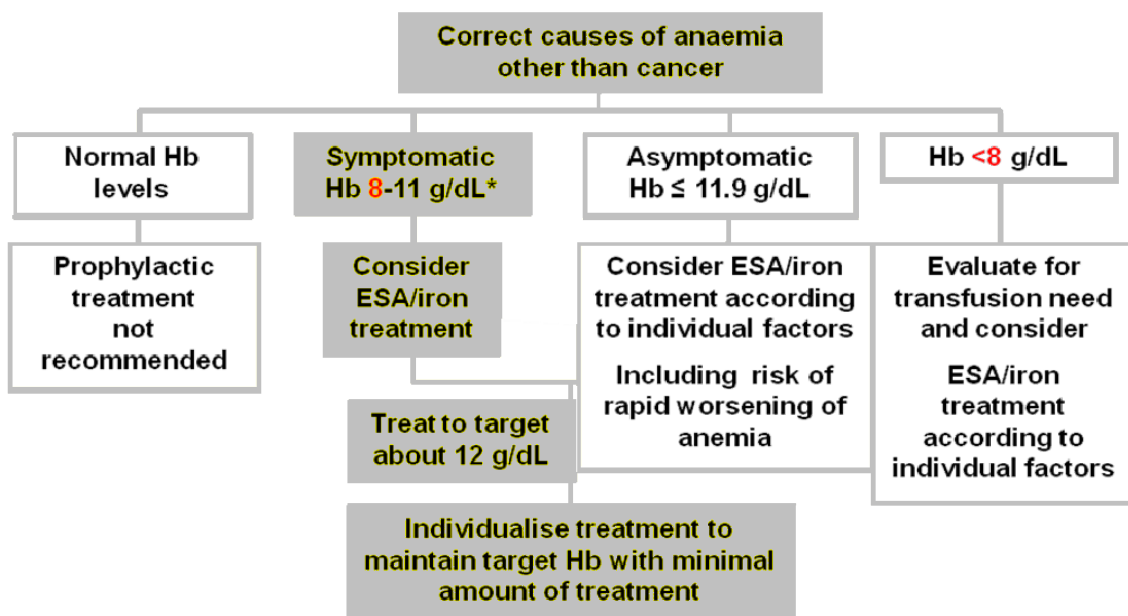 Correct causes of anaemia
other than cancer
Normal Hb
levels
Symptomatic
Hb 8-11 g/dL*
Asymptomatic
Hb ≤ 11.9 g/dL
Hb <8 g/dL
Prophylactic
treatment
not
recommended
Consider
ESA/iron
treatment
Consider ESA/iron
treatment according
to individual factors
Including risk of
rapid worsening of
anemia
Evaluate for
transfusion need
and consider
ESA/iron
treatment
according to
individual factors
Treat to target
about 12 g/dL
Individualise treatment to
maintain target Hb with minimal
amount of treatment